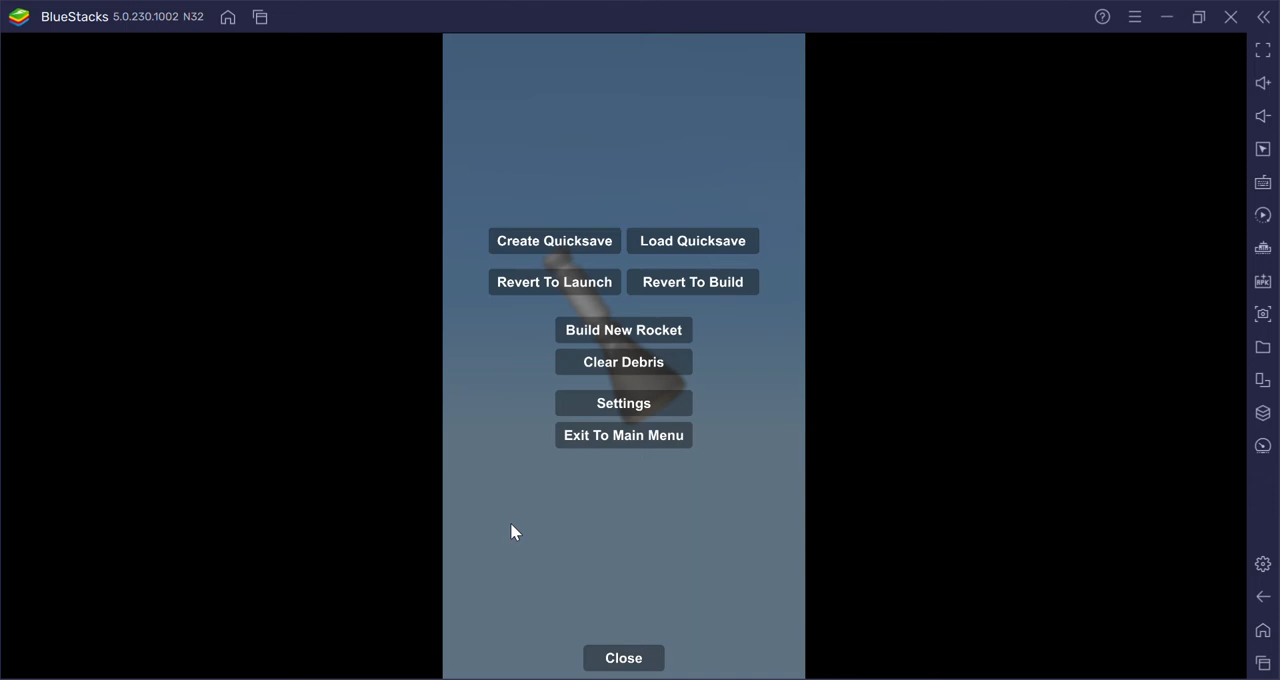 BlueStacks 5.0.230.1002 N32
Create Quicksave Load Quicksave
Revert To Launch Revert To Build
Build New Rocket
Clear Debris
Settings
Exit To Main Menu
Close